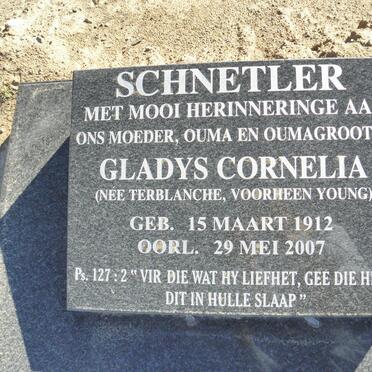 SCHNETLER
MET MOOI HERINNERINGE AA
ONS MOEDER, OUMA EN OUMAGROOT
GLADYS CORNELIA
(NEE TERBLANCHE, VOORHEEN YOUNG)
GEB. 15 MAART 1912
OORL. 29 MEI 2007
Ps. 127 : 2 " VIR DIE WAT HY LIEFHET, GEE DIE H
DIT IN HULLE SLAAP "